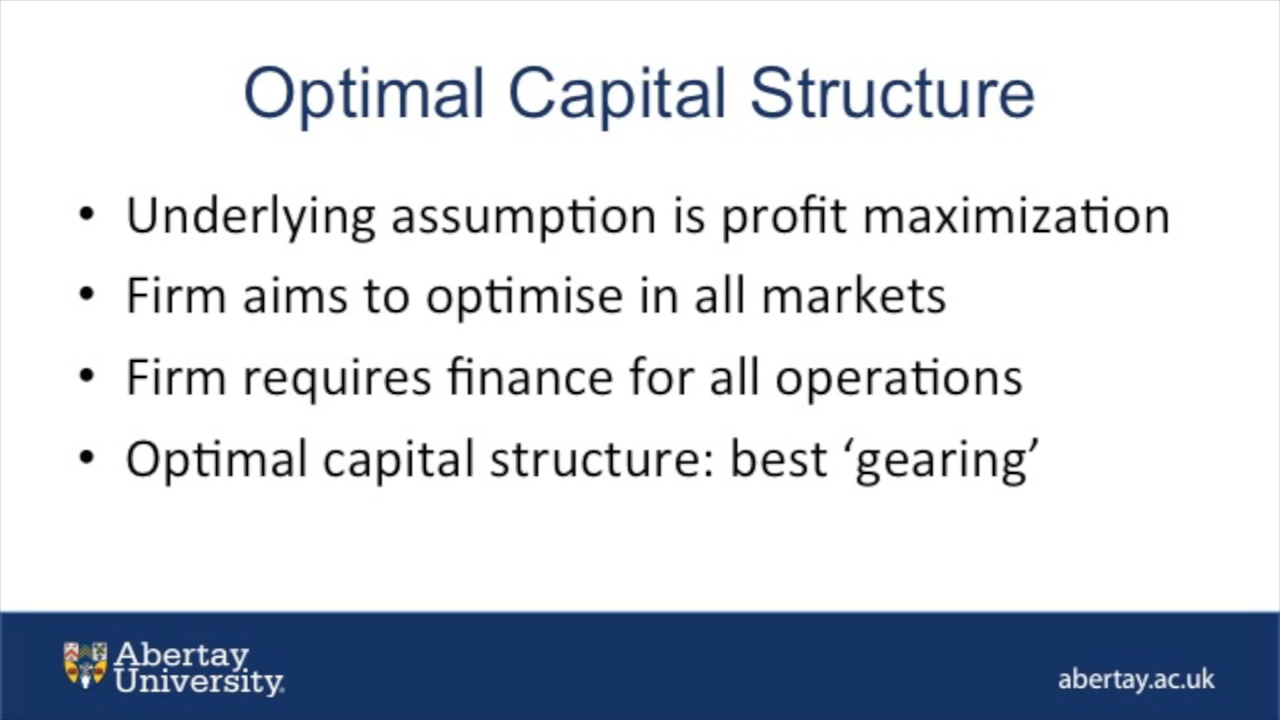 Optimal Capital Structure
• Underlying assumption is profit maximization
• Firm aims to optimise in all markets
• Firm requires finance for all operations
• Optimal capital structure: best ‘gearing’
Abertay
University.
abertay.ac.uk